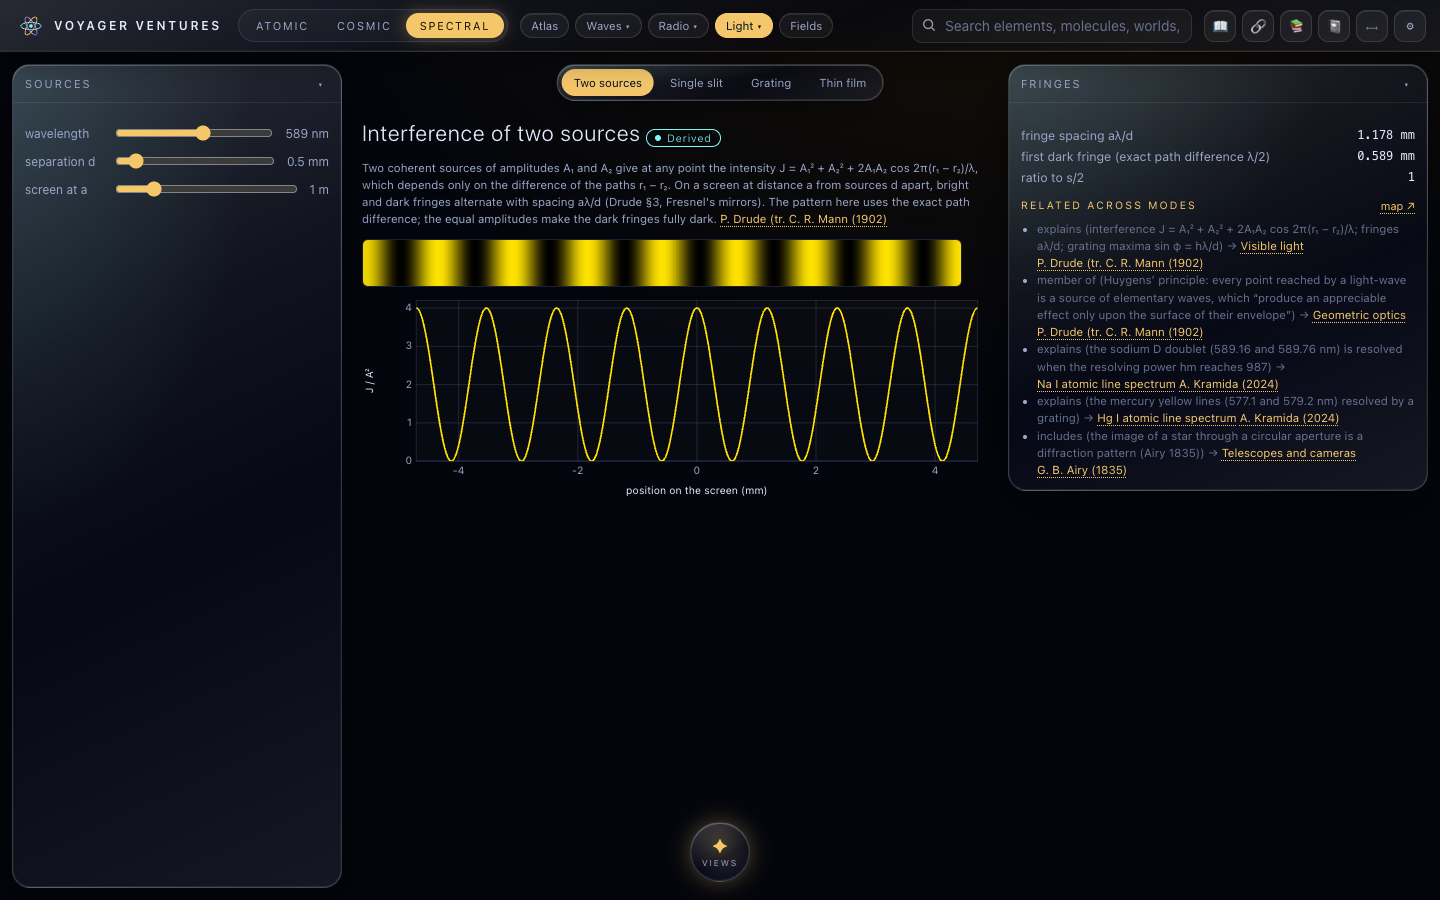 VOYAGER VENTURES
ATOMIC COSMIC SPECTRAL
Atlas Waves ▾ Radio ▾ Light ▾ Fields
Search elements, molecules, worlds,
SOURCES
wavelength 589 nm
separation d 0.5 mm
screen at a 1 m
Two sources Single slit Grating Thin film
Interference of two sources Derived
Two coherent sources of amplitudes A₁ and A₂ give at any point the intensity J = A₁² + A₂² + 2A₁A₂ cos 2π(r₁ − r₂)/λ,
which depends only on the difference of the paths r₁ − r₂. On a screen at distance a from sources d apart, bright
and dark fringes alternate with spacing aλ/d (Drude §3, Fresnel's mirrors). The pattern here uses the exact path
difference; the equal amplitudes make the dark fringes fully dark. P. Drude (tr. C. R. Mann (1902)
J / A²
4
3
2
1
0
−4 −2 0 2 4
position on the screen (mm)
VIEWS
FRINGES
fringe spacing aλ/d 1.178 mm
first dark fringe (exact path difference λ/2) 0.589 mm
ratio to s/2 1
RELATED ACROSS MODES map ↗
• explains (interference J = A₁² + A₂² + 2A₁A₂ cos 2π(r₁ − r₂)/λ; fringes
aλ/d; grating maxima sin φ = hλ/d) → Visible light
P. Drude (tr. C. R. Mann (1902)
• member of (Huygens' principle: every point reached by a light-wave
is a source of elementary waves, which “produce an appreciable
effect only upon the surface of their envelope”) → Geometric optics
P. Drude (tr. C. R. Mann (1902)
• explains (the sodium D doublet (589.16 and 589.76 nm) is resolved
when the resolving power hm reaches 987) →
Na I atomic line spectrum A. Kramida (2024)
• explains (the mercury yellow lines (577.1 and 579.2 nm) resolved by a
grating) → Hg I atomic line spectrum A. Kramida (2024)
• includes (the image of a star through a circular aperture is a
diffraction pattern (Airy 1835)) → Telescopes and cameras
G. B. Airy (1835)